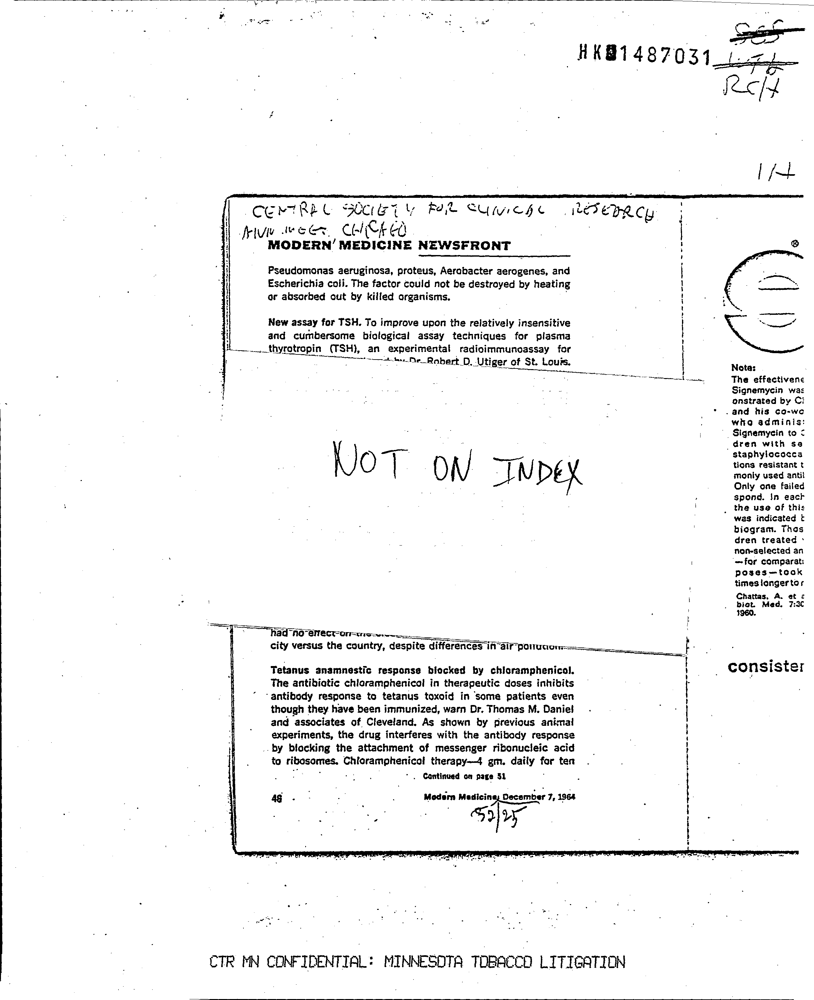 HK01487031
RCH
1/4
CENTRAL SOCIETY FOR CLINICAL RESEARCH
ANN MEET. CHICAGO
MODERN MEDICINE NEWSFRONT
Pseudomonas aeruginosa, proteus, Aerobacter aerogenes, and
Escherichia coli. The factor could not be destroyed by heating
or absorbed out by killed organisms.
New assay for TSH. To improve upon the relatively insensitive
and cumbersome biological assay techniques for plasma
thyrotropin (TSH), an experimental radioimmunoassay for
by Dr. Robert D. Utiger of St. Louis.
NOT ON INDEX
had no effect on the
city versus the country, despite differences in air pollution.
Tetanus anamnestic response blocked by chloramphenicol.
The antibiotic chloramphenicol in therapeutic doses inhibits
antibody response to tetanus toxoid in some patients even
though they have been immunized, warn Dr. Thomas M. Daniel
and associates of Cleveland. As shown by previous animal
experiments, the drug interferes with the antibody response
by blocking the attachment of messenger ribonucleic acid
to ribosomes. Chloramphenicol therapy—4 gm. daily for ten
Continued on page 51
48
Modern Medicine, December 7, 1964
52/25
®
Note:
The effectivene
Signemycin was
onstrated by C
and his co-wo
who adminis
Signemycin to
dren with se
staphylococca
tions resistant t
monly used anti
Only one failed
spond. In each
the use of this
was indicated b
biogram. Thos
dren treated
non-selected an
—for comparat
poses—took
times longer to r
Chattas, A. et a
biot. Med. 7:30
1960.
consister
CTR MN CONFIDENTIAL: MINNESOTA TOBACCO LITIGATION